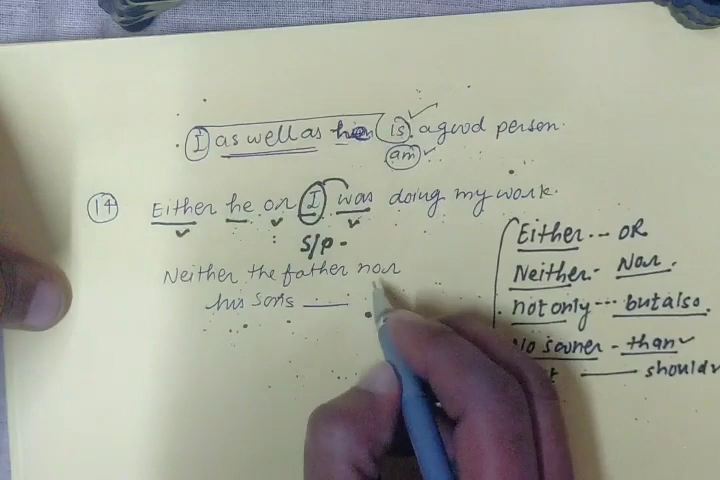 I as well as him is a good person.
am
14 Either he or I was doing my work.
S/P -
Neither the father nor
his sons
Either --- OR
Neither - Nor.
not only --- but also.
No sooner - than
should